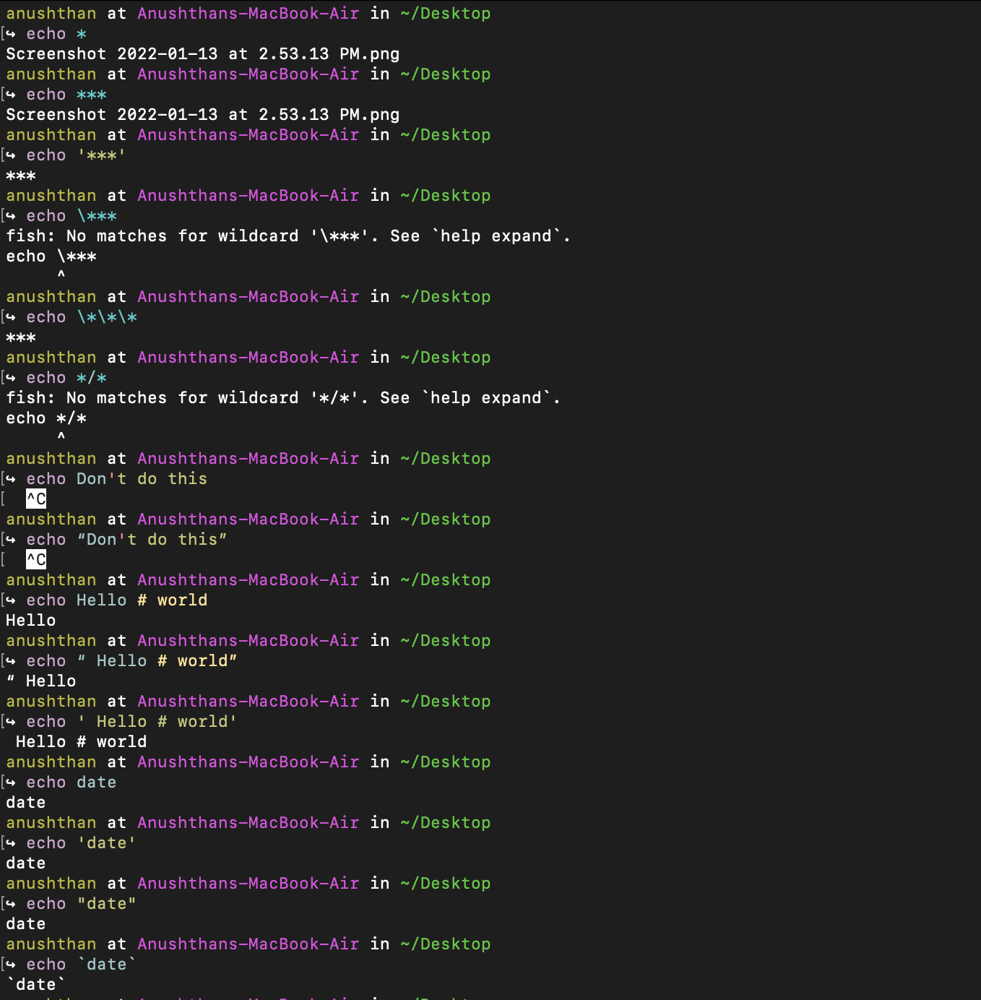 anushthan at Anushthans-MacBook-Air in ~/Desktop
[↪ echo *
Screenshot 2022-01-13 at 2.53.13 PM.png
anushthan at Anushthans-MacBook-Air in ~/Desktop
[↪ echo ***
Screenshot 2022-01-13 at 2.53.13 PM.png
anushthan at Anushthans-MacBook-Air in ~/Desktop
[↪ echo '***'
***
anushthan at Anushthans-MacBook-Air in ~/Desktop
[↪ echo \***
fish: No matches for wildcard '\***'. See `help expand`.
echo \***
     ^
anushthan at Anushthans-MacBook-Air in ~/Desktop
[↪ echo \*\*\*
***
anushthan at Anushthans-MacBook-Air in ~/Desktop
[↪ echo */*
fish: No matches for wildcard '*/*'. See `help expand`.
echo */*
     ^
anushthan at Anushthans-MacBook-Air in ~/Desktop
[↪ echo Don't do this
[  ^C
anushthan at Anushthans-MacBook-Air in ~/Desktop
[↪ echo “Don't do this”
[  ^C
anushthan at Anushthans-MacBook-Air in ~/Desktop
[↪ echo Hello # world
Hello
anushthan at Anushthans-MacBook-Air in ~/Desktop
[↪ echo “ Hello # world”
“ Hello
anushthan at Anushthans-MacBook-Air in ~/Desktop
[↪ echo ' Hello # world'
 Hello # world
anushthan at Anushthans-MacBook-Air in ~/Desktop
[↪ echo date
date
anushthan at Anushthans-MacBook-Air in ~/Desktop
[↪ echo 'date'
date
anushthan at Anushthans-MacBook-Air in ~/Desktop
[↪ echo "date"
date
anushthan at Anushthans-MacBook-Air in ~/Desktop
[↪ echo `date`
`date`